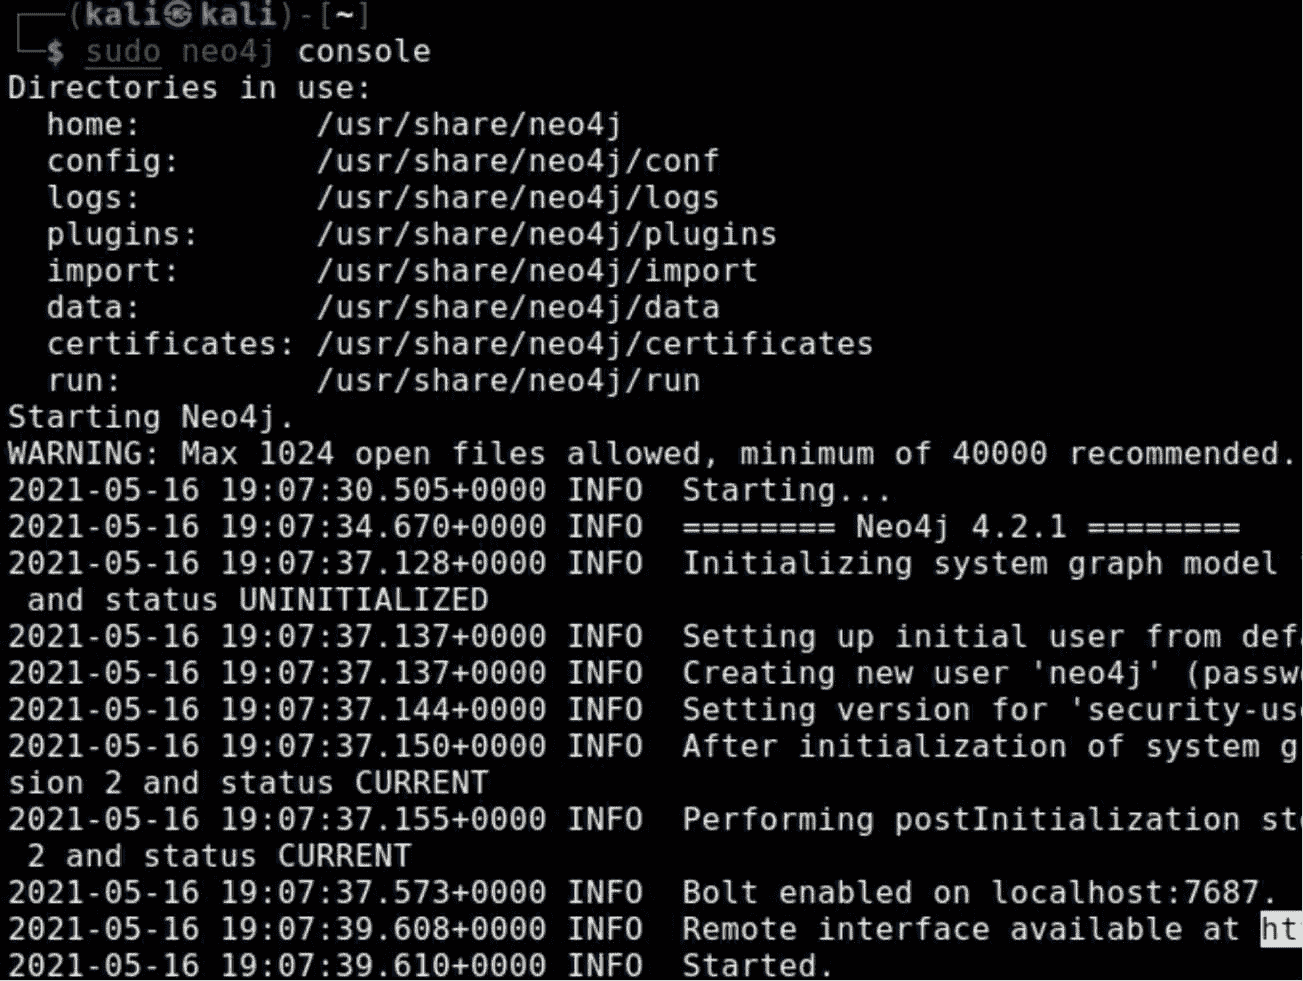 ┌──(kali㉿kali)-[~]
└─$ sudo neo4j console
Directories in use:
  home:         /usr/share/neo4j
  config:       /usr/share/neo4j/conf
  logs:         /usr/share/neo4j/logs
  plugins:      /usr/share/neo4j/plugins
  import:       /usr/share/neo4j/import
  data:         /usr/share/neo4j/data
  certificates: /usr/share/neo4j/certificates
  run:          /usr/share/neo4j/run
Starting Neo4j.
WARNING: Max 1024 open files allowed, minimum of 40000 recommended.
2021-05-16 19:07:30.505+0000 INFO  Starting...
2021-05-16 19:07:34.670+0000 INFO  ======== Neo4j 4.2.1 ========
2021-05-16 19:07:37.128+0000 INFO  Initializing system graph model
 and status UNINITIALIZED
2021-05-16 19:07:37.137+0000 INFO  Setting up initial user from def
2021-05-16 19:07:37.137+0000 INFO  Creating new user 'neo4j' (passw
2021-05-16 19:07:37.144+0000 INFO  Setting version for 'security-us
2021-05-16 19:07:37.150+0000 INFO  After initialization of system g
sion 2 and status CURRENT
2021-05-16 19:07:37.155+0000 INFO  Performing postInitialization st
 2 and status CURRENT
2021-05-16 19:07:37.573+0000 INFO  Bolt enabled on localhost:7687.
2021-05-16 19:07:39.608+0000 INFO  Remote interface available at ht
2021-05-16 19:07:39.610+0000 INFO  Started.